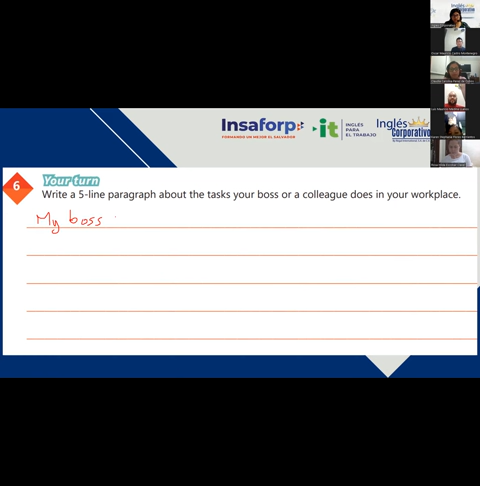 Insaforp
FORMANDO UN MEJOR EL SALVADOR
it
INGLÉS
PARA
EL TRABAJO
Inglés
Corporativo
6
Your turn
Write a 5-line paragraph about the tasks your boss or a colleague does in your workplace.
My boss